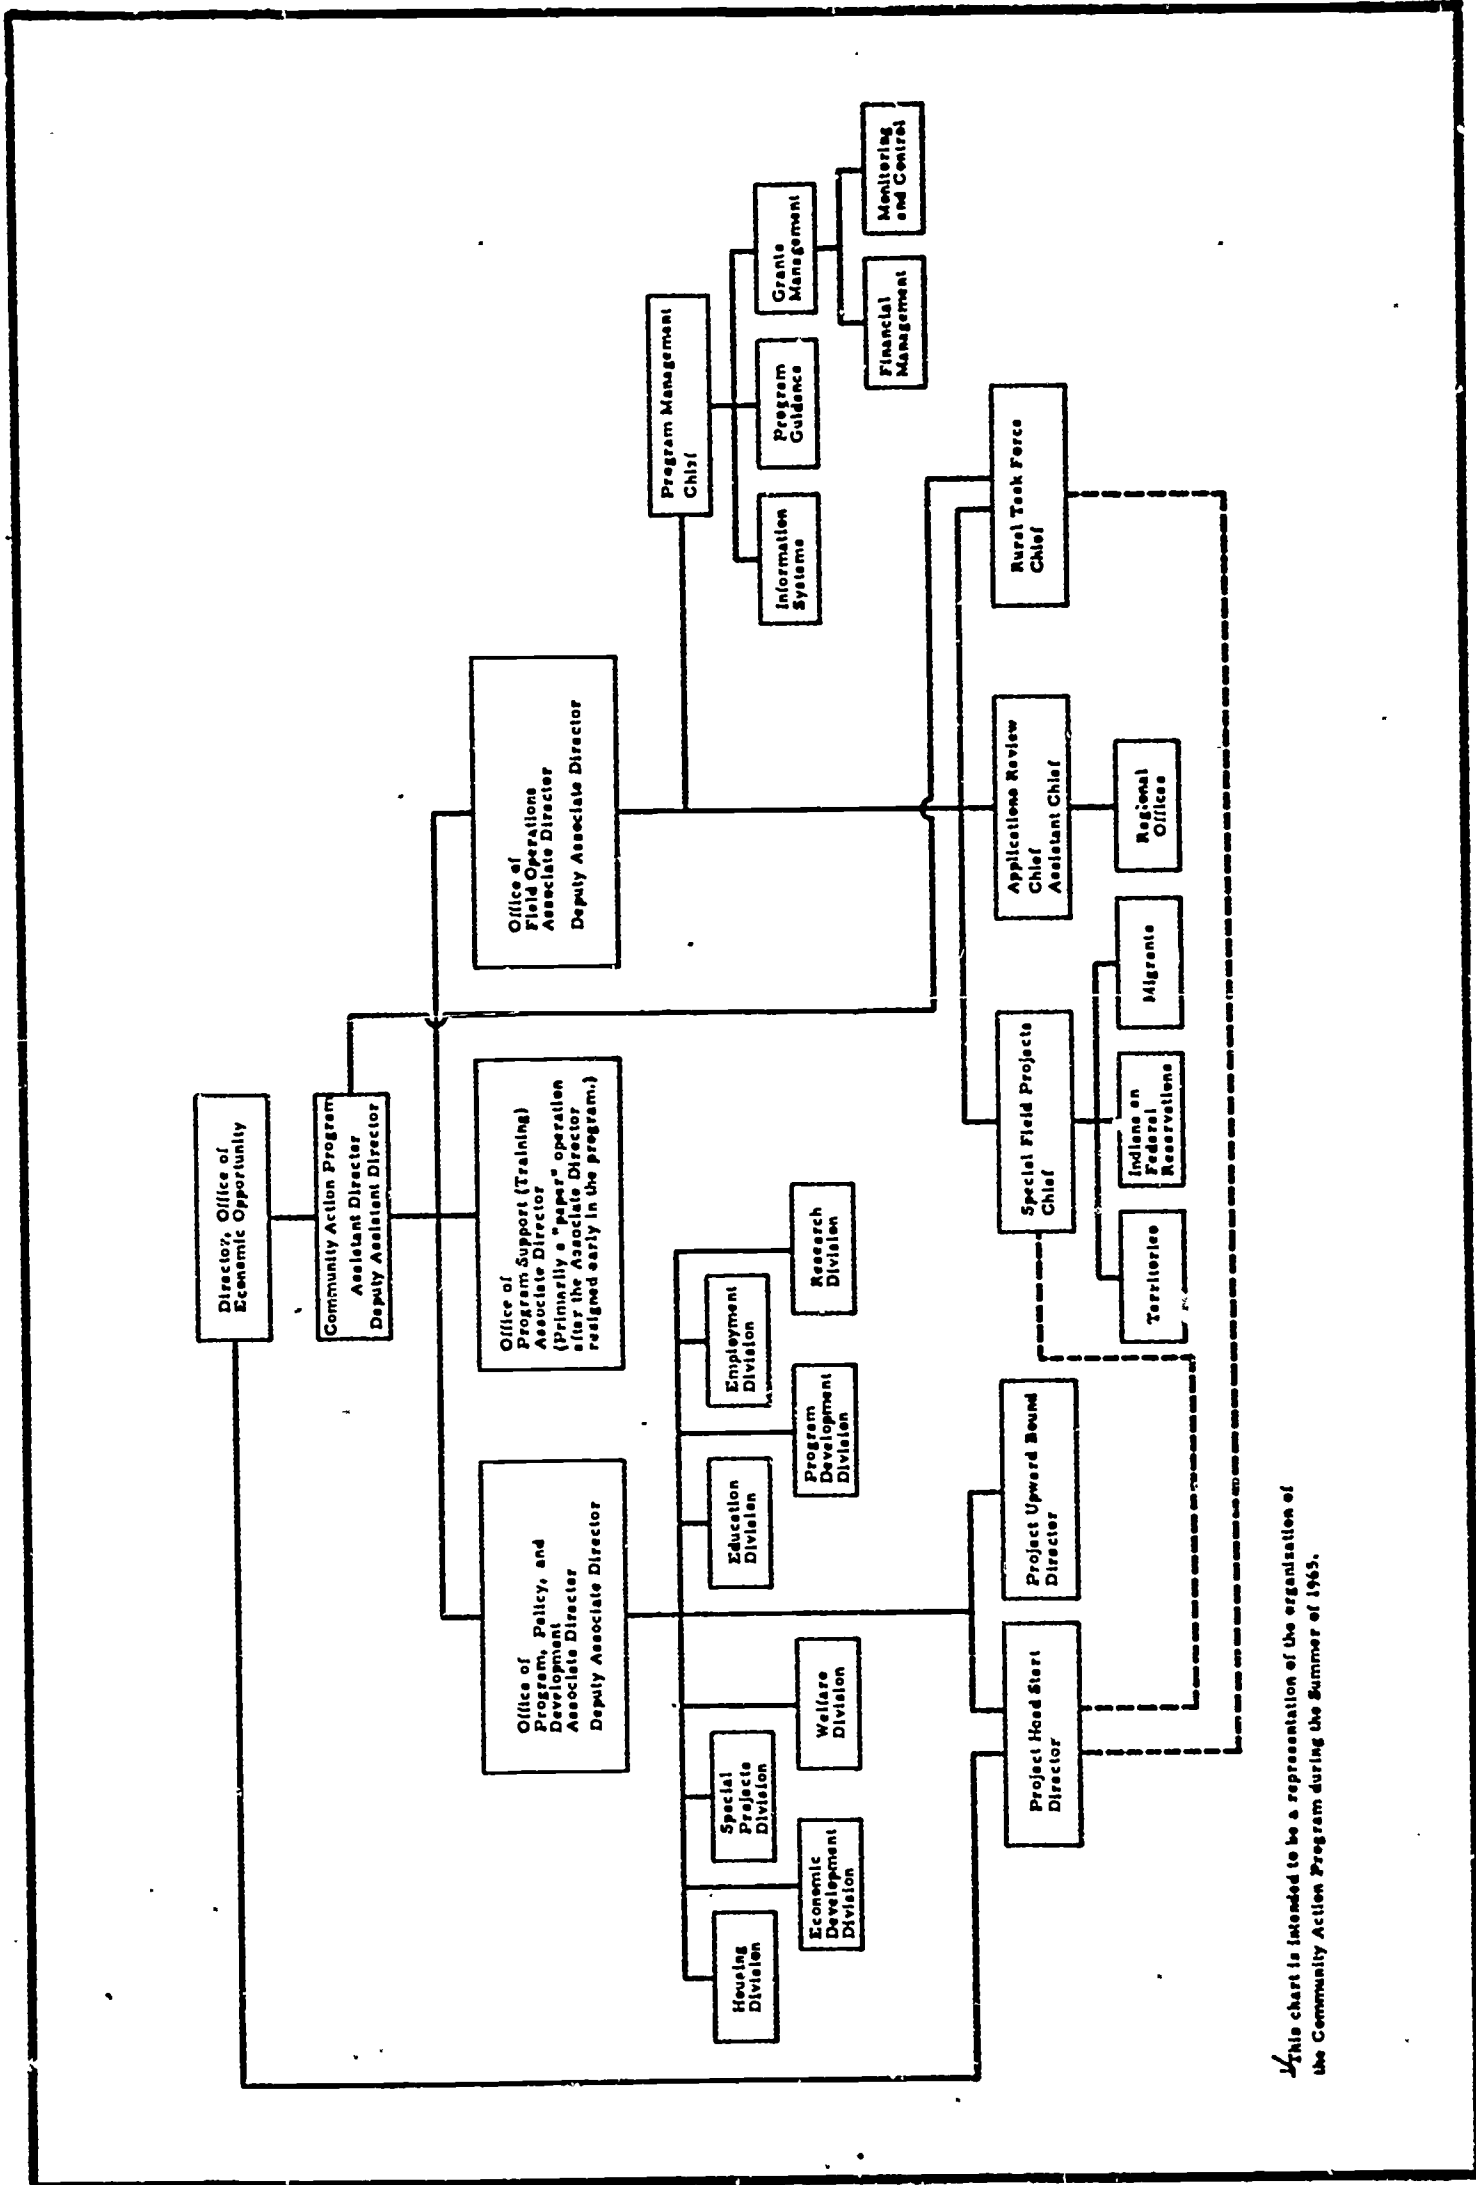 Director, Office of
Economic Opportunity
Community Action Program
Assistant Director
Deputy Assistant Director
Office of
Program, Policy, and
Development
Associate Director
Deputy Associate Director
Office of
Program Support (Training)
Associate Director
(Primarily a "paper" operation
after the Associate Director
resigned early in the program.)
Office of
Field Operations
Associate Director
Deputy Associate Director
Program Management
Chief
Information
Systems
Program
Guidance
Grants
Management
Financial
Management
Monitoring
and Control
Housing
Division
Special
Projects
Division
Education
Division
Employment
Division
Economic
Development
Division
Welfare
Division
Program
Development
Division
Research
Division
Project Head Start
Director
Project Upward Bound
Director
Special Field Projects
Chief
Applications Review
Chief
Assistant Chief
Rural Task Force
Chief
Territories
Indians on
Federal
Reservations
Migrants
Regional
Offices
1/This chart is intended to be a representation of the organization of
the Community Action Program during the Summer of 1965.